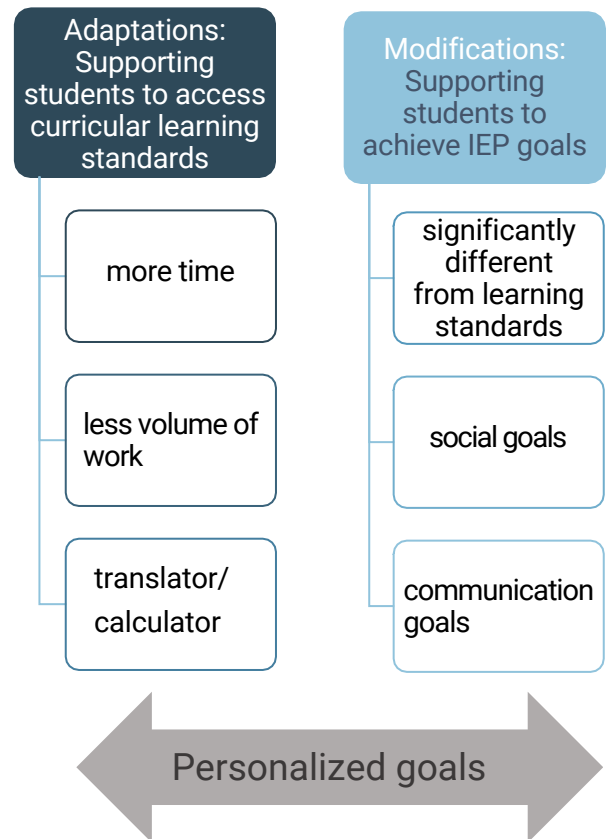 Adaptations:
Supporting
students to access
curricular learning
standards
more time
less volume of
work
translator/
calculator
Modifications:
Supporting
students to
achieve IEP goals
significantly
different
from learning
standards
social goals
communication
goals
Personalized goals